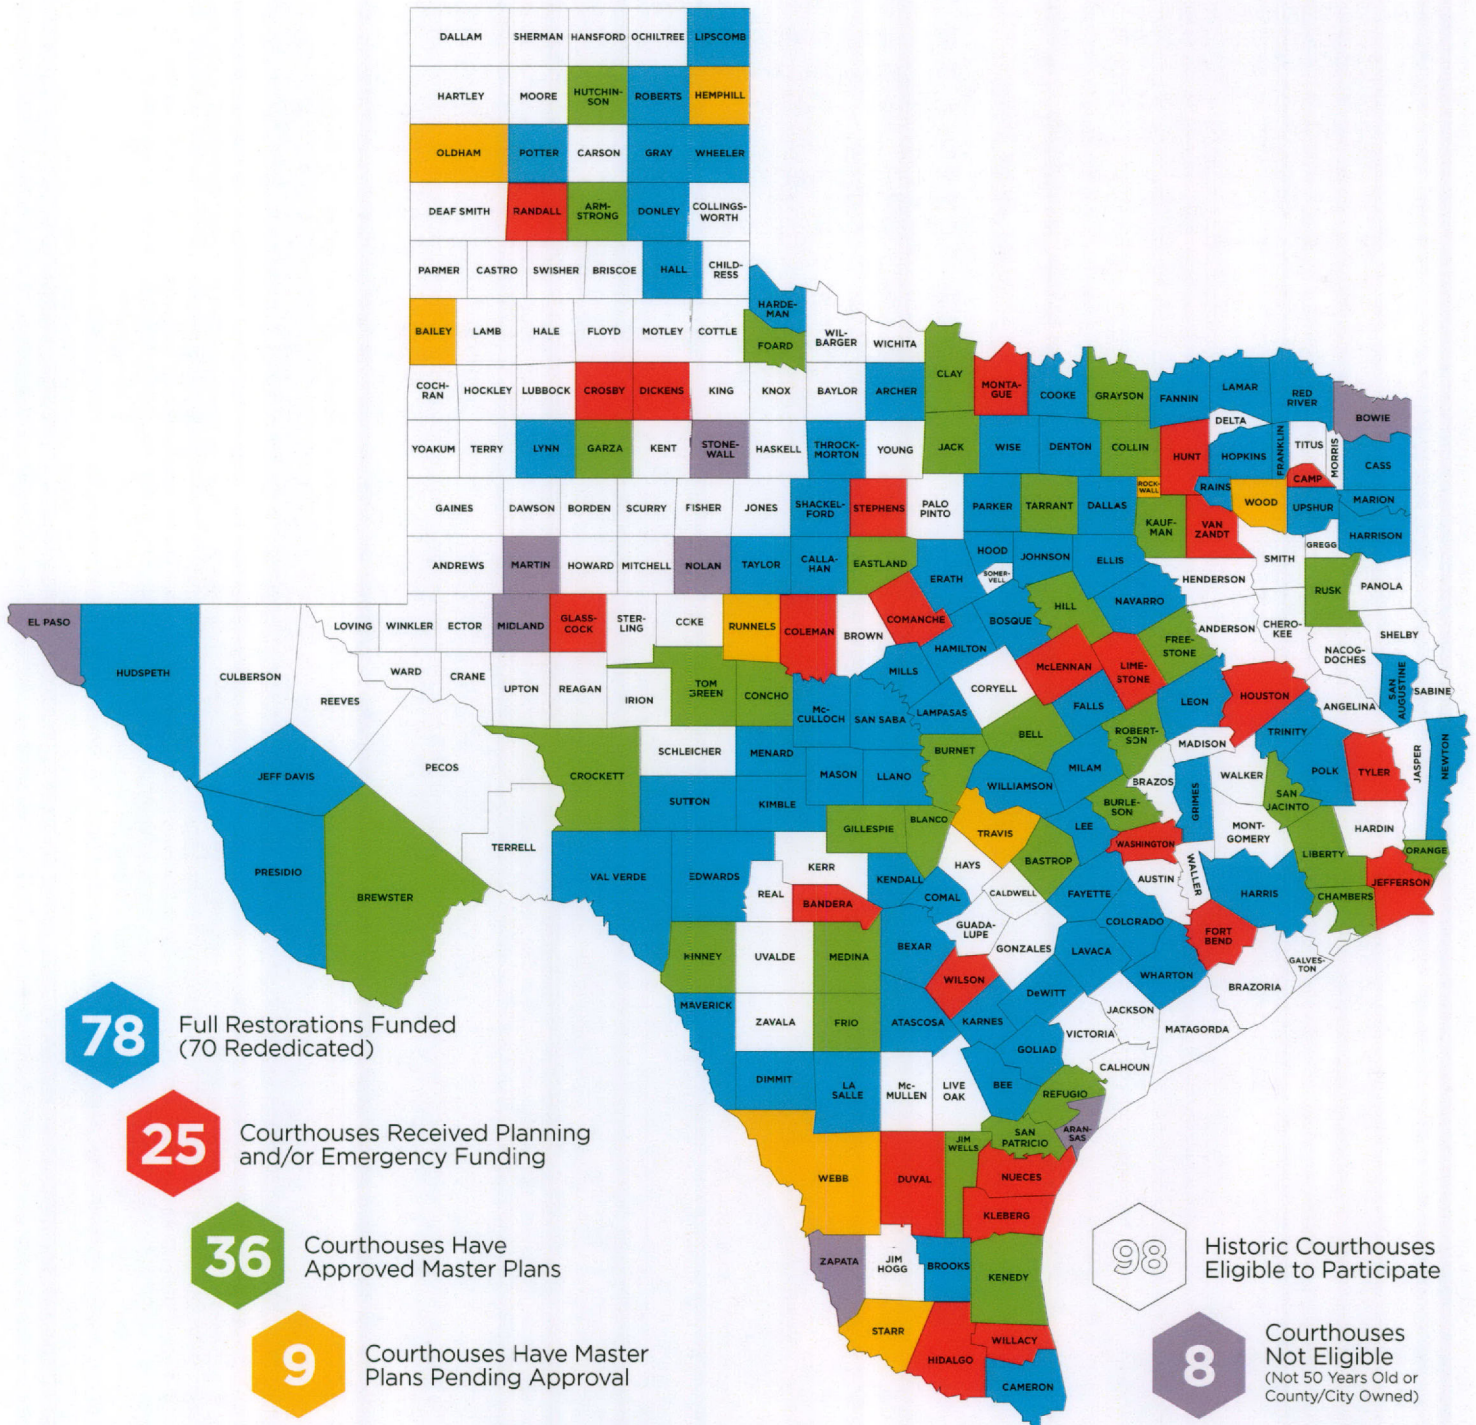 DALLAM SHERMAN HANSFORD OCHILTREE LIPSCOMB
HARTLEY MOORE HUTCHIN-
SON ROBERTS HEMPHILL
OLDHAM POTTER CARSON GRAY WHEELER
DEAF SMITH RANDALL ARM-
STRONG DONLEY COLLINGS-
WORTH
PARMER CASTRO SWISHER BRISCOE HALL CHILD-
RESS
HARDE-
MAN
BAILEY LAMB HALE FLOYD MOTLEY COTTLE
FOARD
WIL-
BARGER
WICHITA
CLAY
MONTA-
GUE
COOKE
GRAYSON
FANNIN
LAMAR
RED
RIVER
BOWIE
COCH-
RAN
HOCKLEY LUBBOCK CROSBY DICKENS KING KNOX BAYLOR ARCHER
DELTA
YOAKUM TERRY LYNN GARZA KENT STONE-
WALL HASKELL THROCK-
MORTON YOUNG JACK WISE DENTON COLLIN HUNT HOPKINS FRANKLIN TITUS MORRIS CASS
CAMP
GAINES DAWSON BORDEN SCURRY FISHER JONES SHACKEL-
FORD STEPHENS PALO
PINTO PARKER TARRANT DALLAS ROCK-
WALL RAINS WOOD UPSHUR MARION
KAUF-
MAN
VAN
ZANDT
HARRISON
GREGG
SMITH
ANDREWS MARTIN HOWARD MITCHELL NOLAN TAYLOR CALLA-
HAN EASTLAND ERATH HOOD SOMER-
VELL JOHNSON ELLIS HENDERSON RUSK PANOLA
EL PASO
HUDSPETH
CULBERSON
REEVES
LOVING WINKLER ECTOR MIDLAND GLASS-
COCK STER-
LING CCKE RUNNELS COLEMAN BROWN COMANCHE
HAMILTON
BOSQUE
HILL
NAVARRO
FREE-
STONE
ANDERSON
CHERO-
KEE
NACOG-
DOCHES
SHELBY
WARD CRANE UPTON REAGAN IRION TOM
GREEN CONCHO Mc-
CULLOCH SAN SABA MILLS LAMPASAS CORYELL McLENNAN LIME-
STONE
FALLS
LEON
HOUSTON
ANGELINA
SAN
AUGUSTINE
SABINE
JEFF DAVIS
PECOS
CROCKETT
SCHLEICHER
MENARD
MASON
LLANO
BURNET
BELL
ROBERT-
SON
MADISON
TRINITY
POLK
TYLER
JASPER
NEWTON
SUTTON
KIMBLE
WILLIAMSON
MILAM
BRAZOS
GRIMES
WALKER
SAN
JACINTO
BURLE-
SON
PRESIDIO
BREWSTER
TERRELL
VAL VERDE
EDWARDS
GILLESPIE
BLANCO
TRAVIS
LEE
BASTROP
WASHINGTON
MONT-
GOMERY
HARDIN
LIBERTY
ORANGE
JEFFERSON
CHAMBERS
KERR
REAL
BANDERA
KENDALL
COMAL
HAYS
CALDWELL
FAYETTE
AUSTIN
WALLER
HARRIS
GUADA-
LUPE
GONZALES
COLORADO
LAVACA
FORT
BEND
KINNEY
UVALDE
MEDINA
BEXAR
WILSON
DeWITT
WHARTON
GALVES-
TON
BRAZORIA
MAVERICK
ZAVALA
FRIO
ATASCOSA
KARNES
GOLIAD
VICTORIA
JACKSON
MATAGORDA
DIMMIT
LA
SALLE
Mc-
MULLEN
LIVE
OAK
BEE
REFUGIO
CALHOUN
WEBB
DUVAL
JIM
WELLS
SAN
PATRICIO
ARAN-
SAS
NUECES
KLEBERG
ZAPATA
JIM
HOGG
BROOKS
KENEDY
STARR
HIDALGO
WILLACY
CAMERON
78
Full Restorations Funded
(70 Rededicated)
25
Courthouses Received Planning
and/or Emergency Funding
36
Courthouses Have
Approved Master Plans
9
Courthouses Have Master
Plans Pending Approval
98
Historic Courthouses
Eligible to Participate
8
Courthouses
Not Eligible
(Not 50 Years Old or
County/City Owned)